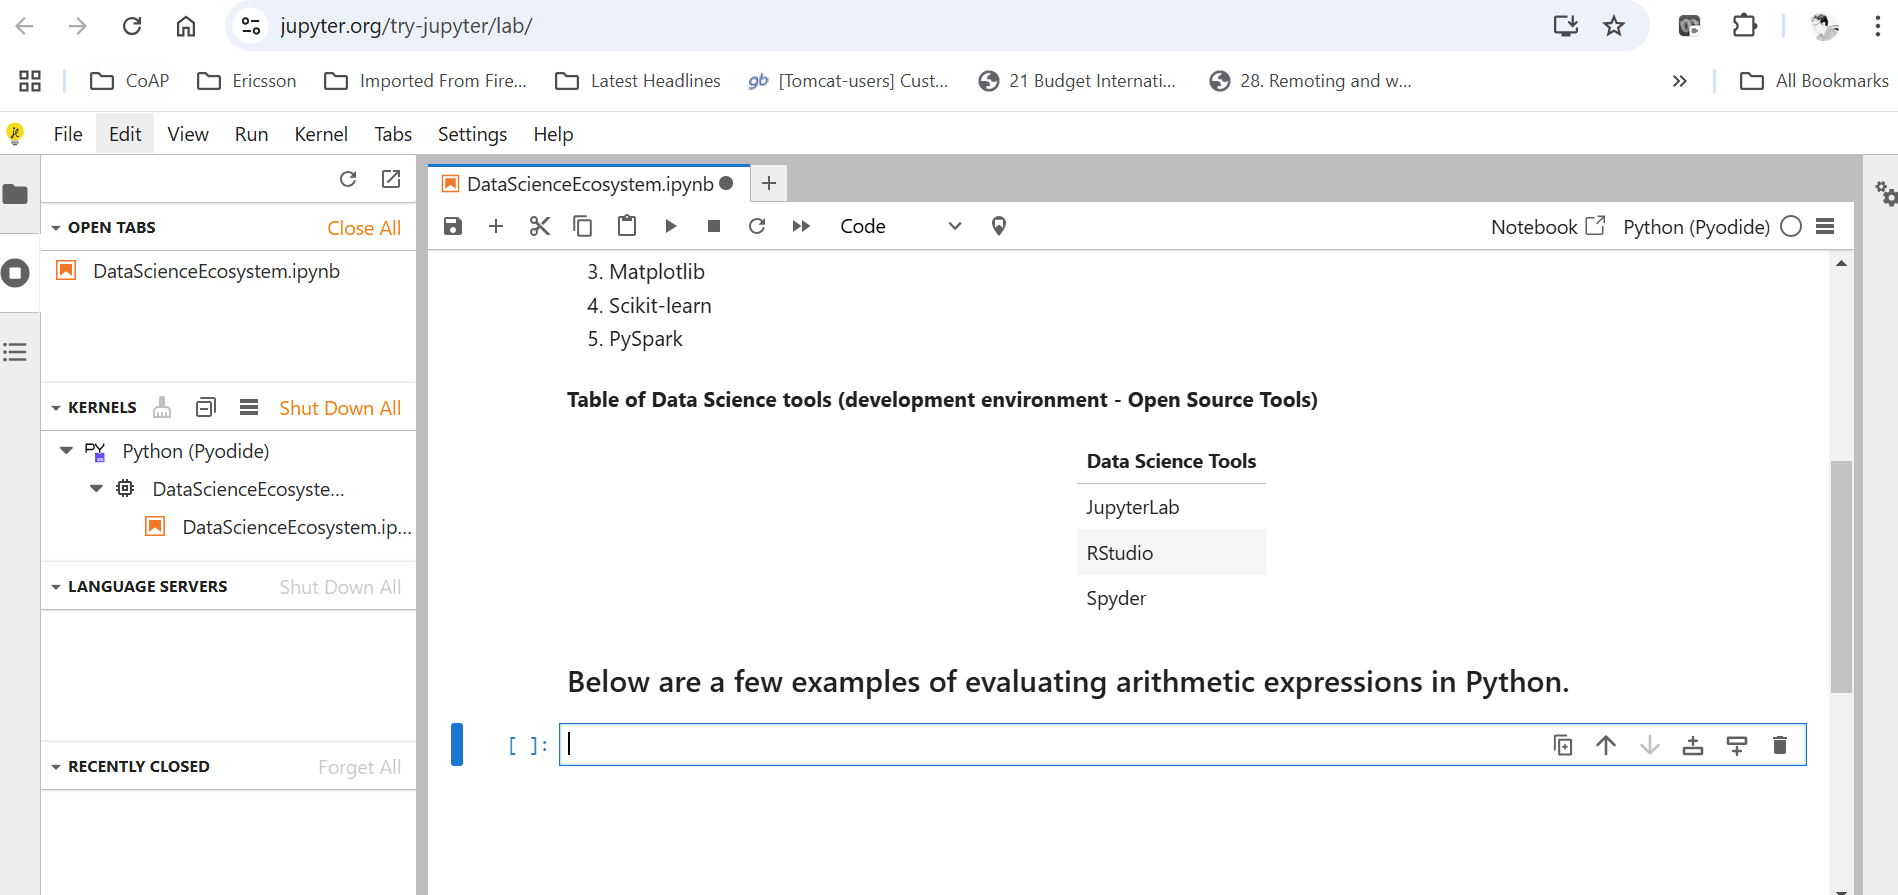 jupyter.org/try-jupyter/lab/
CoAP Ericsson Imported From Fire... Latest Headlines gb [Tomcat-users] Cust... 21 Budget Internati... 28. Remoting and w... » All Bookmarks
File Edit View Run Kernel Tabs Settings Help
OPEN TABS Close All
DataScienceEcosystem.ipynb
KERNELS Shut Down All
PY Python (Pyodide)
DataScienceEcosyste...
DataScienceEcosystem.ip...
LANGUAGE SERVERS Shut Down All
RECENTLY CLOSED Forget All
DataScienceEcosystem.ipynb
Code Notebook Python (Pyodide)
3. Matplotlib
4. Scikit-learn
5. PySpark
Table of Data Science tools (development environment - Open Source Tools)
Data Science Tools
JupyterLab
RStudio
Spyder
Below are a few examples of evaluating arithmetic expressions in Python.
[ ]: